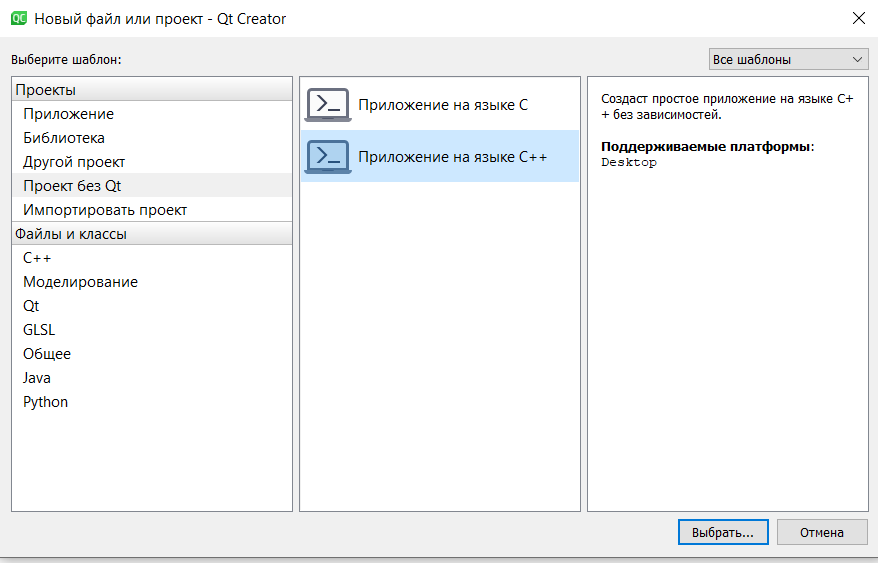 Новый файл или проект - Qt Creator
Выберите шаблон:
Все шаблоны
Проекты
Приложение
Библиотека
Другой проект
Проект без Qt
Импортировать проект
Файлы и классы
C++
Моделирование
Qt
GLSL
Общее
Java
Python
Приложение на языке C
Приложение на языке C++
Создаст простое приложение на языке C+
+ без зависимостей.
Поддерживаемые платформы:
Desktop
Выбрать...
Отмена